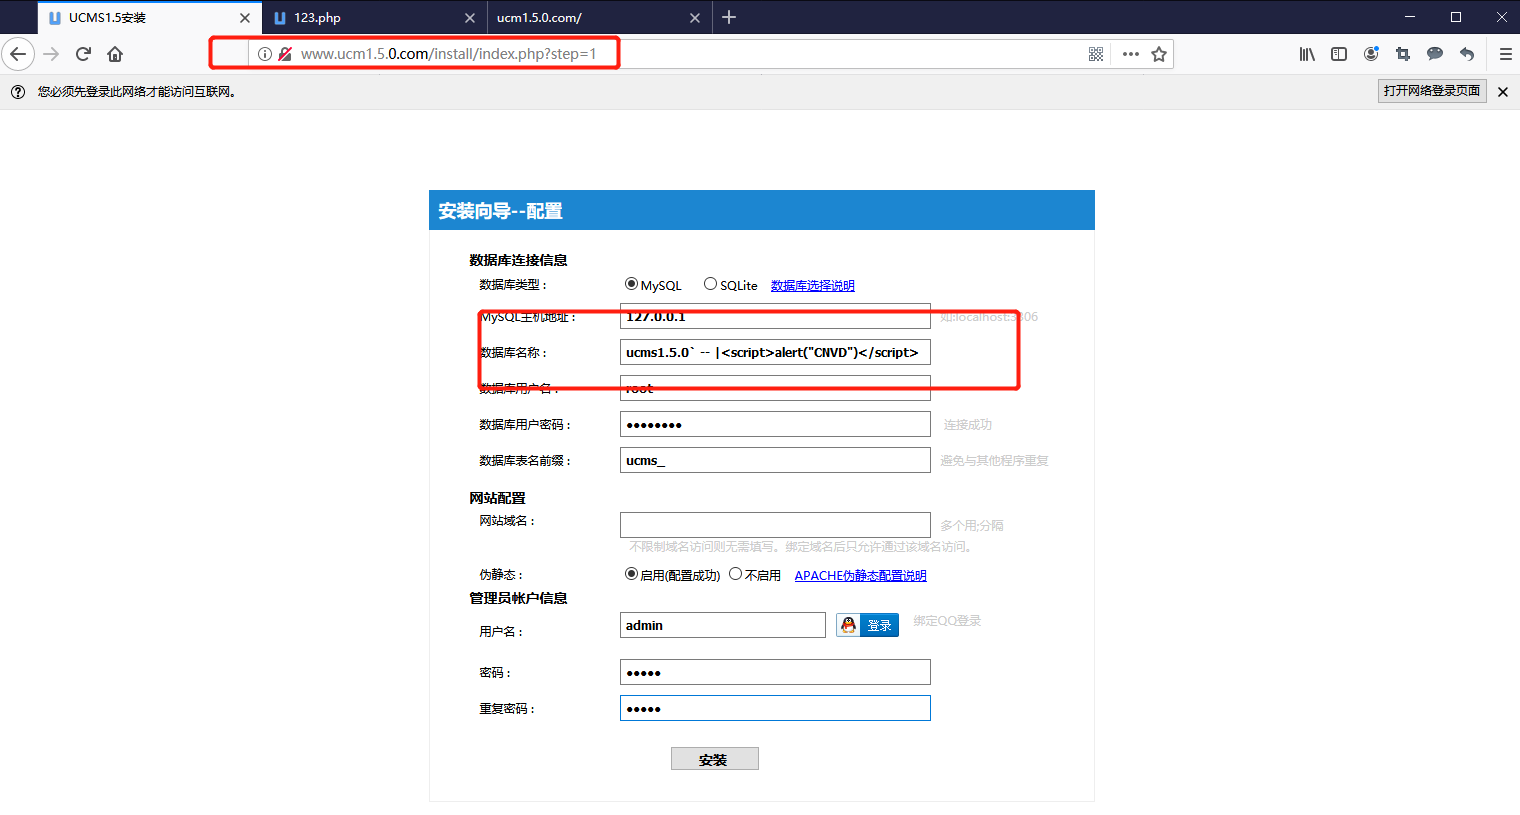 UCMS1.5安装
123.php
ucm1.5.0.com/
www.ucm1.5.0.com/install/index.php?step=1
您必须先登录此网络才能访问互联网。
打开网络登录页面
安装向导--配置
数据库连接信息
数据库类型： MySQL SQLite 数据库选择说明
MySQL主机地址： 127.0.0.1 如:localhost:3306
数据库名称： ucms1.5.0` -- |<script>alert("CNVD")</script>
数据库用户名： root
数据库用户密码： •••••••• 连接成功
数据库表名前缀： ucms_ 避免与其他程序重复
网站配置
网站域名： 多个用;分隔
不限制域名访问则无需填写。绑定域名后只允许通过该域名访问。
伪静态： 启用(配置成功) 不启用 APACHE伪静态配置说明
管理员帐户信息
用户名： admin 登录 绑定QQ登录
密码： •••••
重复密码： •••••
安装